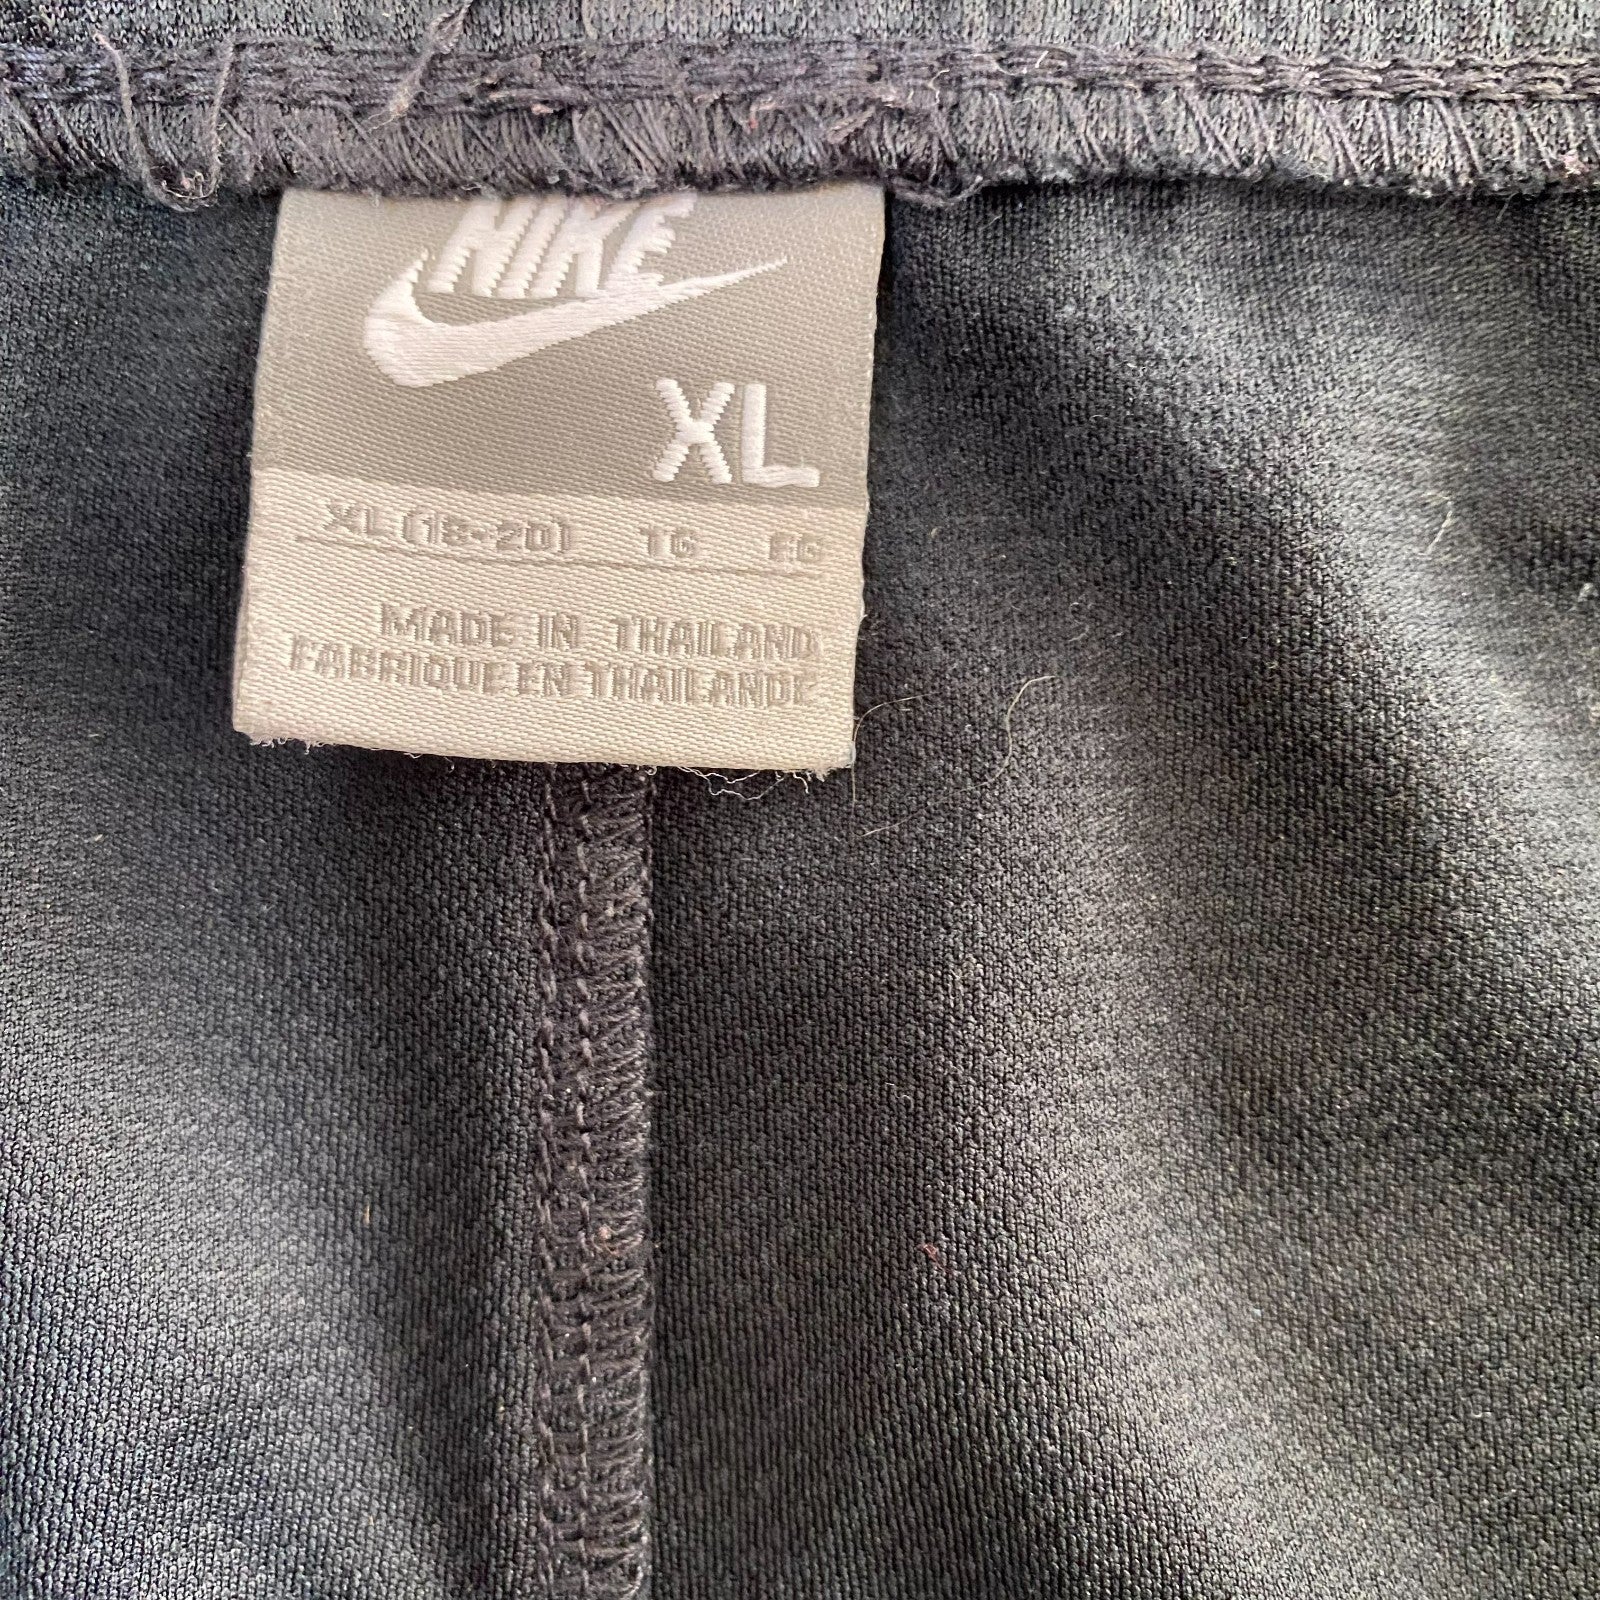 NIKE
XL
XL (18-20) TG EG
MADE IN THAILAND
FABRIQUE EN THAILANDE